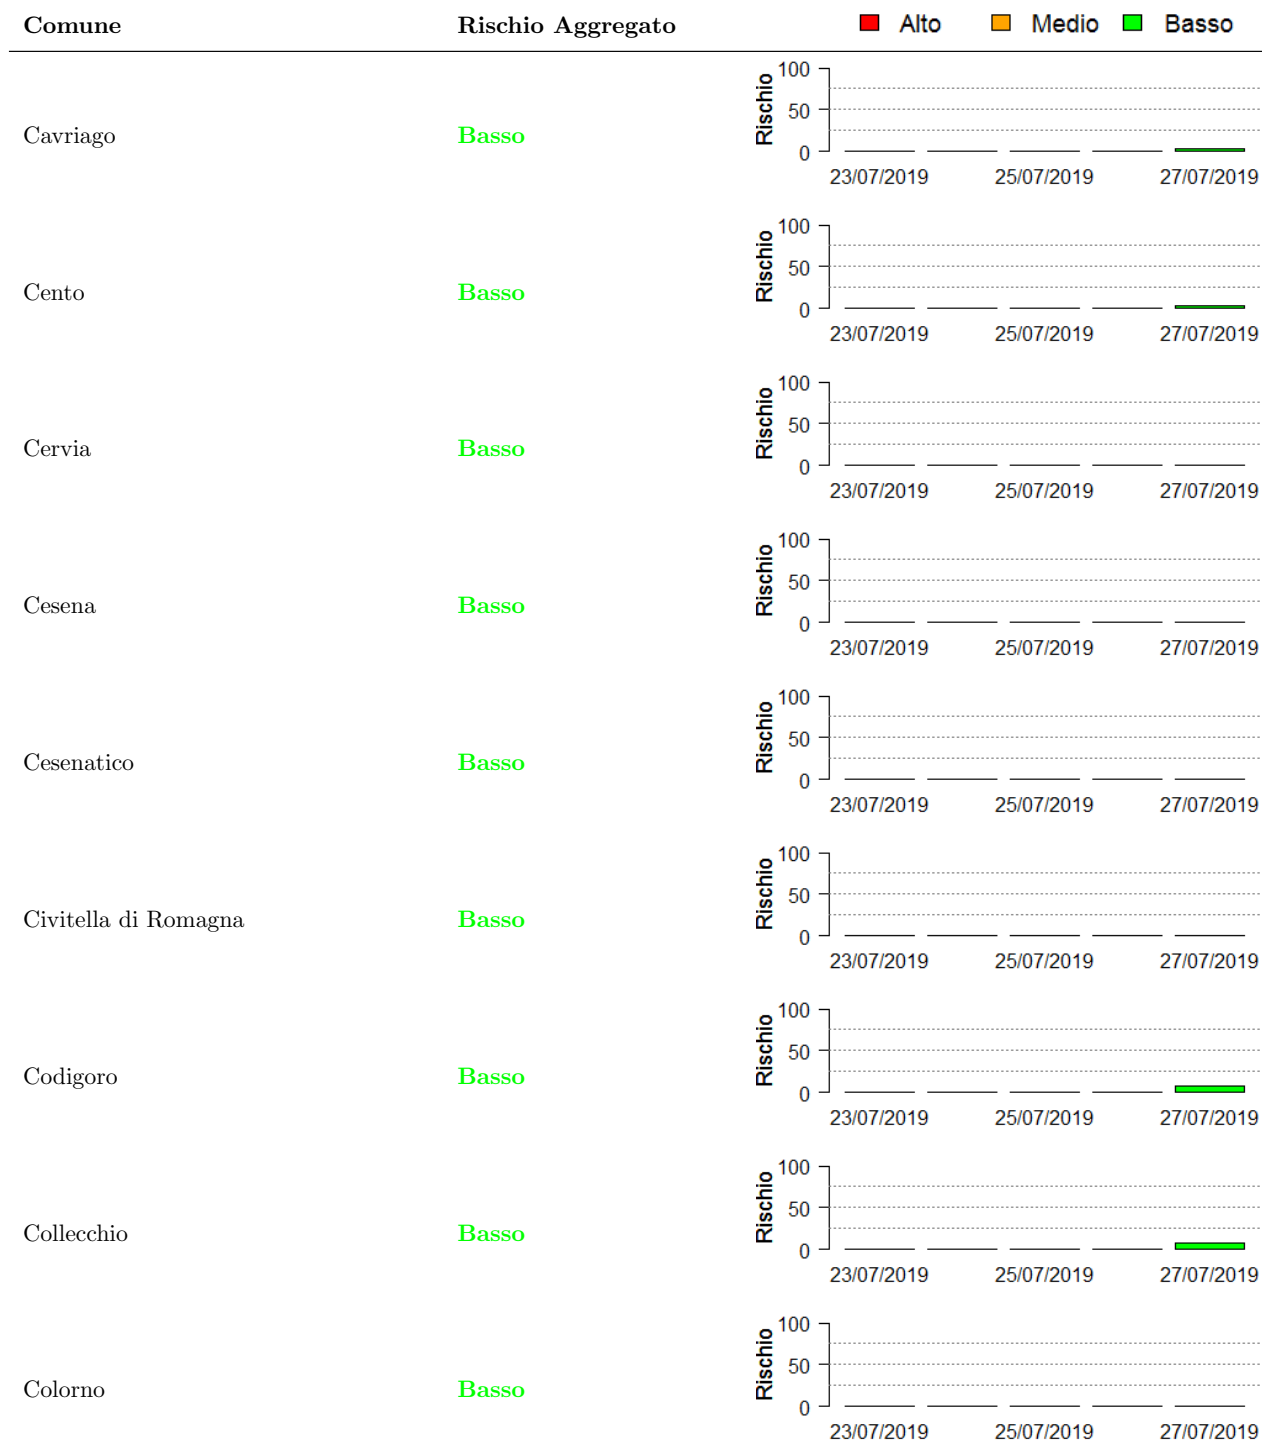 Comune Rischio Aggregato Alto Medio Basso
100
50
0
Rischio
Cavriago Basso
23/07/2019 25/07/2019 27/07/2019
100
50
0
Rischio
Cento Basso
23/07/2019 25/07/2019 27/07/2019
100
50
0
Rischio
Cervia Basso
23/07/2019 25/07/2019 27/07/2019
100
50
0
Rischio
Cesena Basso
23/07/2019 25/07/2019 27/07/2019
100
50
0
Rischio
Cesenatico Basso
23/07/2019 25/07/2019 27/07/2019
100
50
0
Rischio
Civitella di Romagna Basso
23/07/2019 25/07/2019 27/07/2019
100
50
0
Rischio
Codigoro Basso
23/07/2019 25/07/2019 27/07/2019
100
50
0
Rischio
Collecchio Basso
23/07/2019 25/07/2019 27/07/2019
100
50
0
Rischio
Colorno Basso
23/07/2019 25/07/2019 27/07/2019